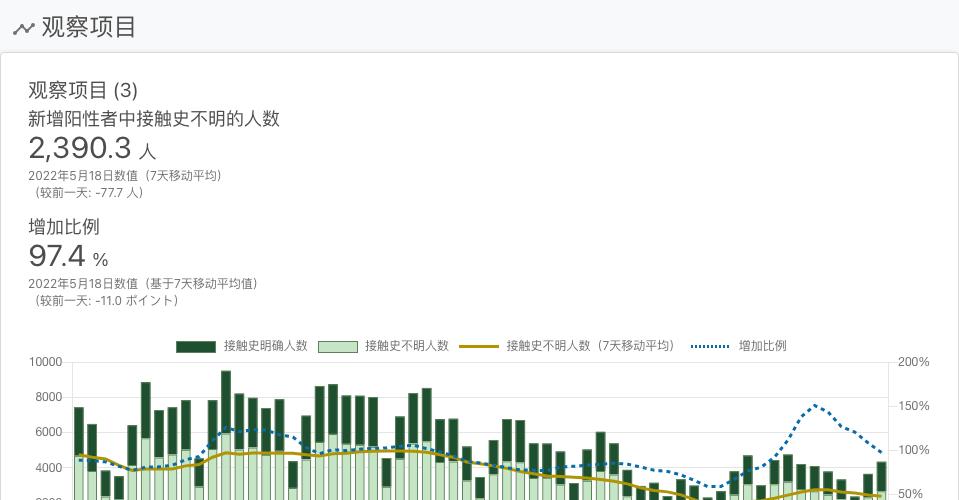 观察项目
观察项目 (3)
新增阳性者中接触史不明的人数
2,390.3 人
2022年5月18日数值（7天移动平均）
（较前一天: -77.7 人）
增加比例
97.4 %
2022年5月18日数值（基于7天移动平均值）
（较前一天: -11.0 ポイント）
接触史明确人数 接触史不明人数 接触史不明人数（7天移动平均） 增加比例
10000 200%
8000 150%
6000 100%
4000 50%